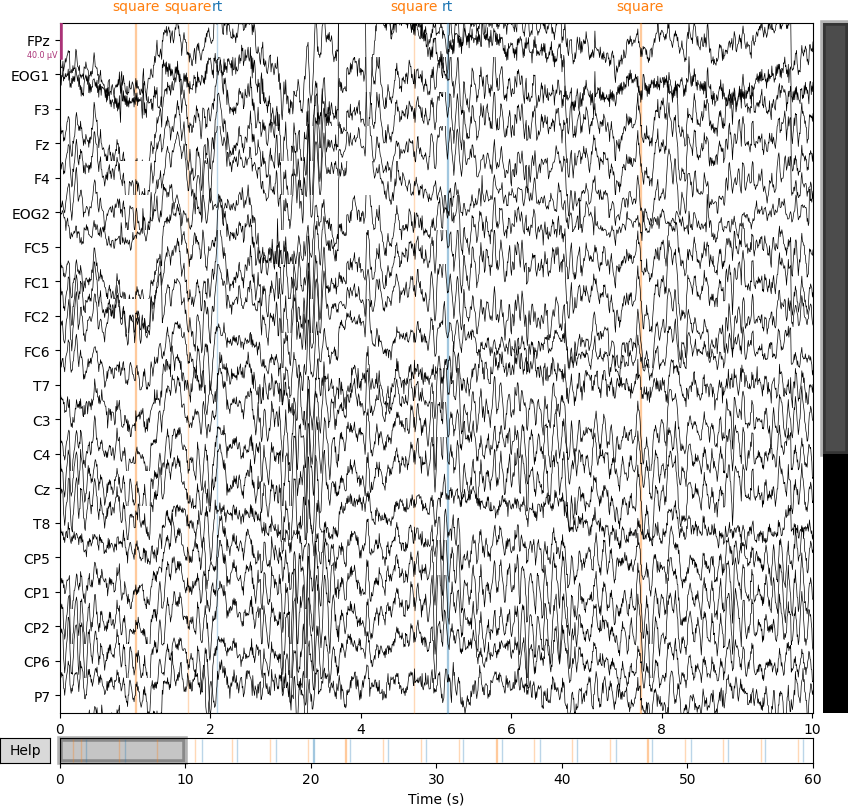 square square rt square rt square
FPz
40.0 µV
EOG1
F3
Fz
F4
EOG2
FC5
FC1
FC2
FC6
T7
C3
C4
Cz
T8
CP5
CP1
CP2
CP6
P7
0 2 4 6 8 10
Help
0 10 20 30 40 50 60
Time (s)